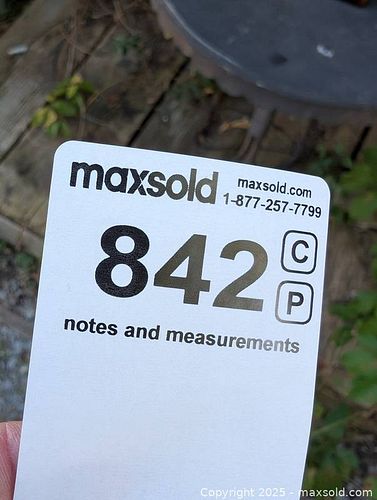 maxsold maxsold.com
1-877-257-7799
842 C
P
notes and measurements
Copyright 2025 - maxsold.com